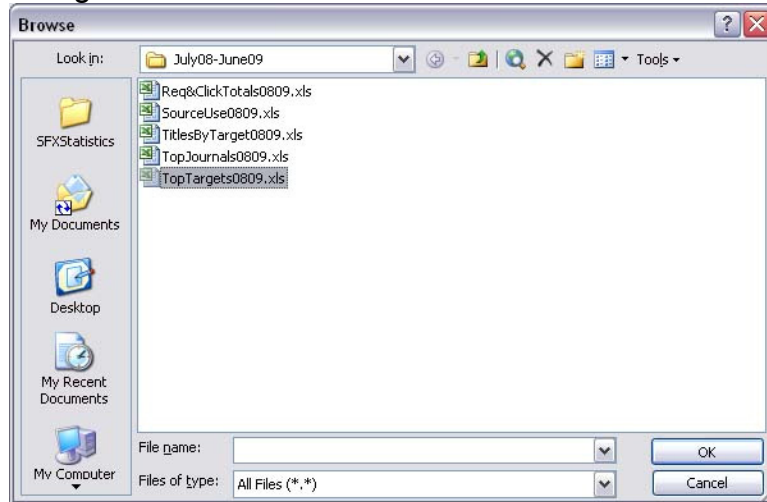 Browse
Look in:
July08-June09
Tools
SFXStatistics
My Documents
Desktop
My Recent
Documents
My Computer
Req&ClickTotals0809.xls
SourceUse0809.xls
TitlesByTarget0809.xls
TopJournals0809.xls
TopTargets0809.xls
File name:
OK
Files of type:
All Files (*.*)
Cancel